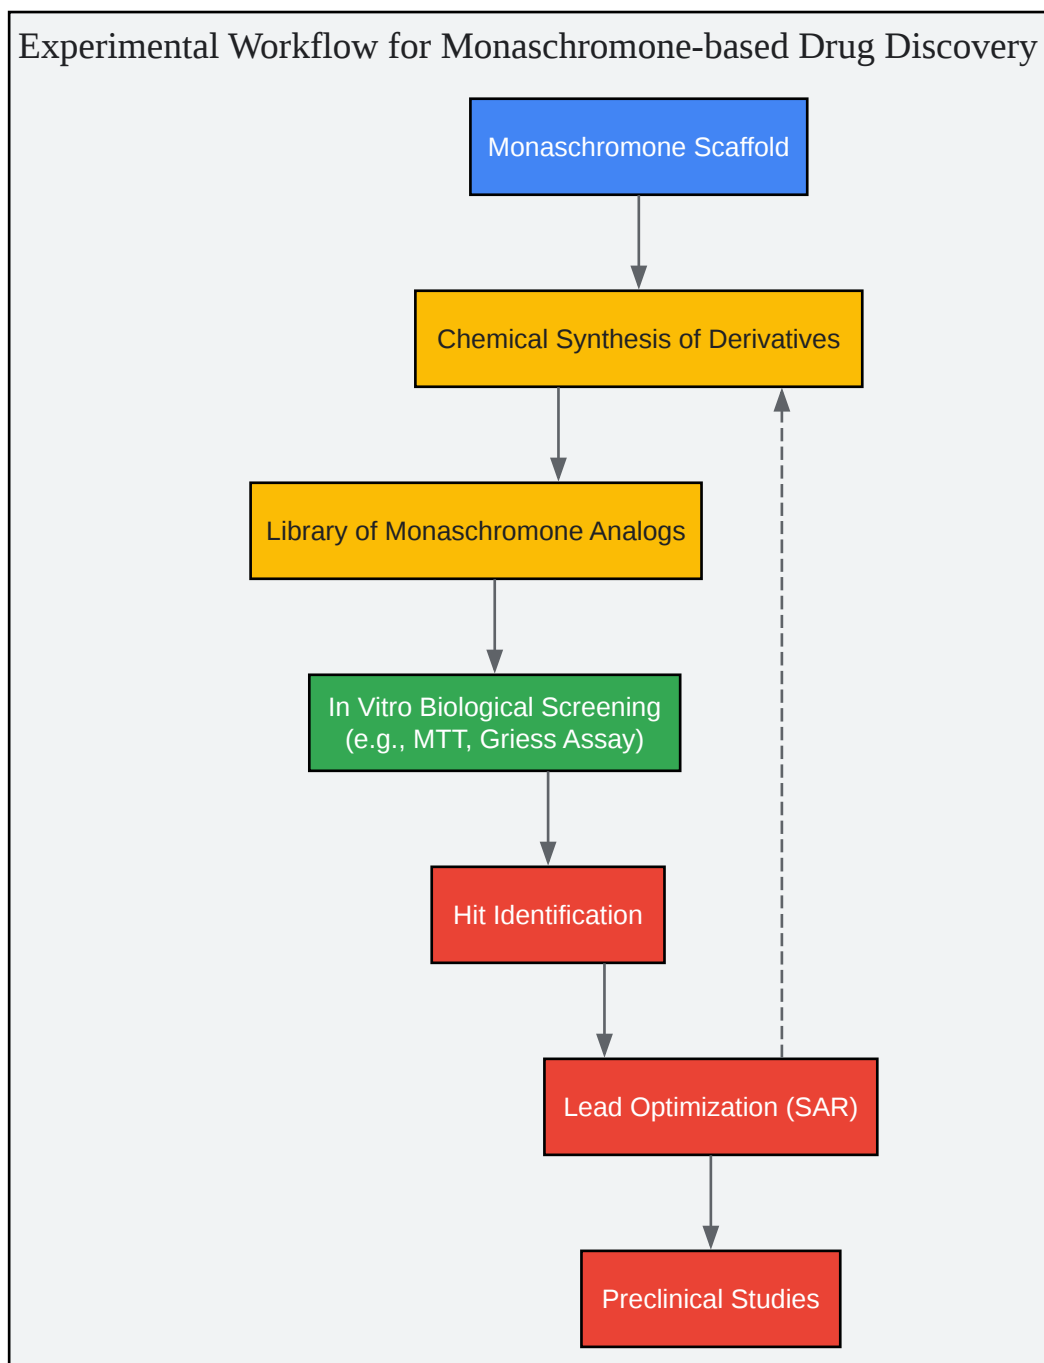 Experimental Workflow for Monaschromone-based Drug Discovery
Monaschromone Scaffold
Chemical Synthesis of Derivatives
Library of Monaschromone Analogs
In Vitro Biological Screening
(e.g., MTT, Griess Assay)
Hit Identification
Lead Optimization (SAR)
Preclinical Studies